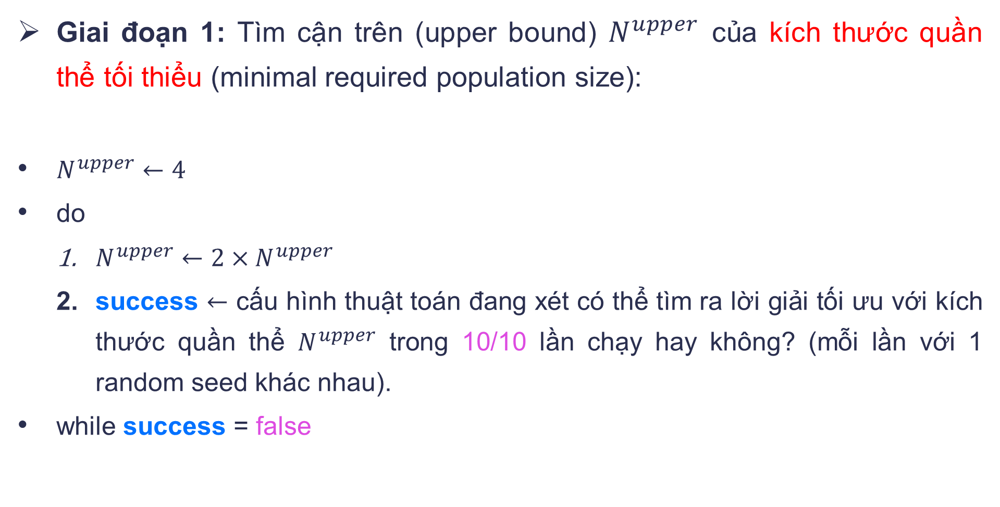 ➢ Giai đoạn 1: Tìm cận trên (upper bound) N^upper của kích thước quần
thể tối thiểu (minimal required population size):
• N^upper ← 4
• do
1. N^upper ← 2 × N^upper
2. success ← cấu hình thuật toán đang xét có thể tìm ra lời giải tối ưu với kích
thước quần thể N^upper trong 10/10 lần chạy hay không? (mỗi lần với 1
random seed khác nhau).
• while success = false